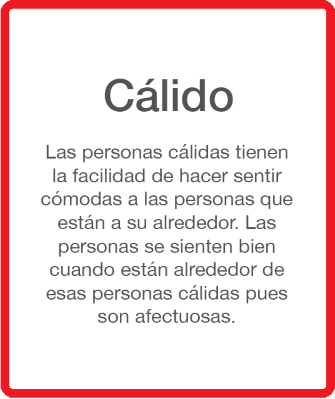 Cálido
Las personas cálidas tienen
la facilidad de hacer sentir
cómodas a las personas que
están a su alrededor. Las
personas se sienten bien
cuando están alrededor de
esas personas cálidas pues
son afectuosas.